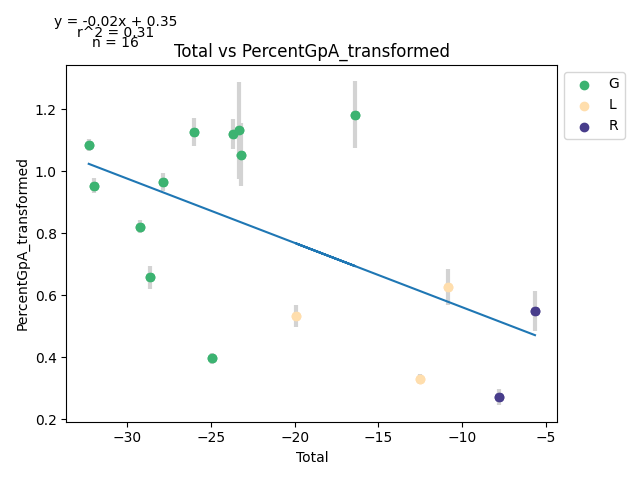 y = -0.02x + 0.35
r^2 = 0.31
n = 16
Total vs PercentGpA_transformed
G
L
R
PercentGpA_transformed
1.2
1.0
0.8
0.6
0.4
0.2
−30
−25
−20
−15
−10
−5
Total